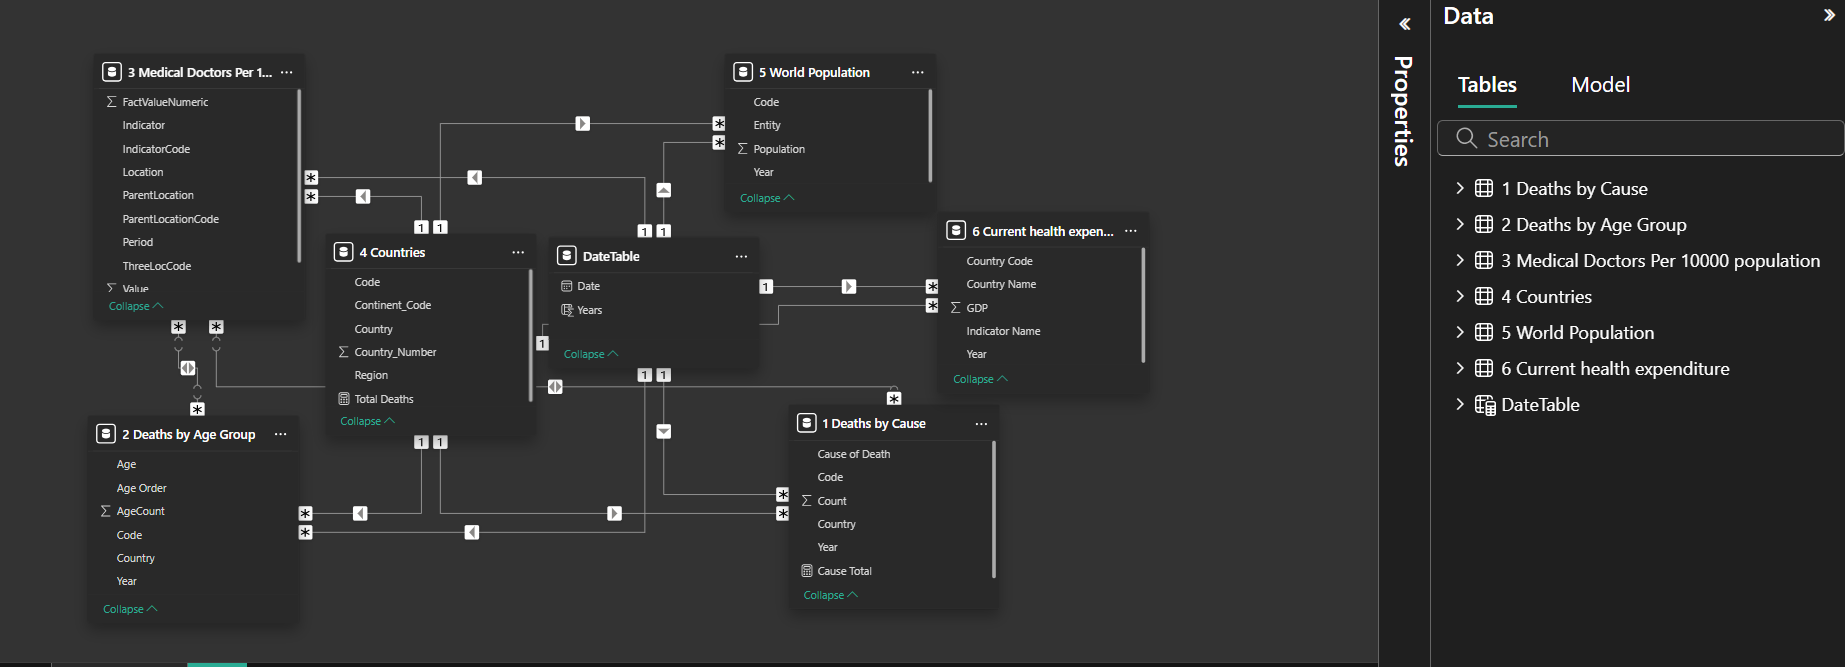 3 Medical Doctors Per 1...
FactValueNumeric
Indicator
IndicatorCode
Location
ParentLocation
ParentLocationCode
Period
ThreeLocCode
Value
Collapse
5 World Population
Code
Entity
Population
Year
Collapse
4 Countries
Code
Continent_Code
Country
Country_Number
Region
Total Deaths
Collapse
DateTable
Date
Years
Collapse
6 Current health expen...
Country Code
Country Name
GDP
Indicator Name
Year
Collapse
2 Deaths by Age Group
Age
Age Order
AgeCount
Code
Country
Year
Collapse
1 Deaths by Cause
Cause of Death
Code
Count
Country
Year
Cause Total
Collapse
1 1
1 1
1
1
1 1
1 1
Properties
Data
Tables Model
Search
1 Deaths by Cause
2 Deaths by Age Group
3 Medical Doctors Per 10000 population
4 Countries
5 World Population
6 Current health expenditure
DateTable